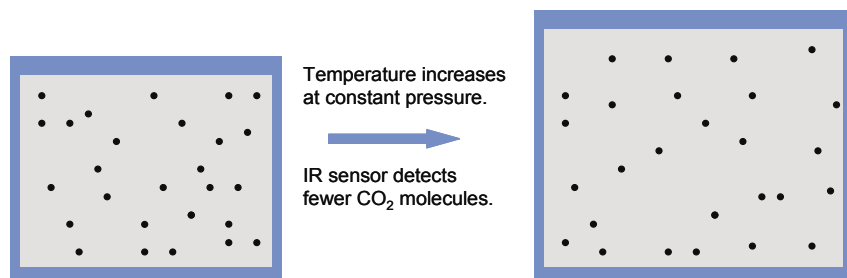 Temperature increases
at constant pressure.
IR sensor detects
fewer CO₂ molecules.